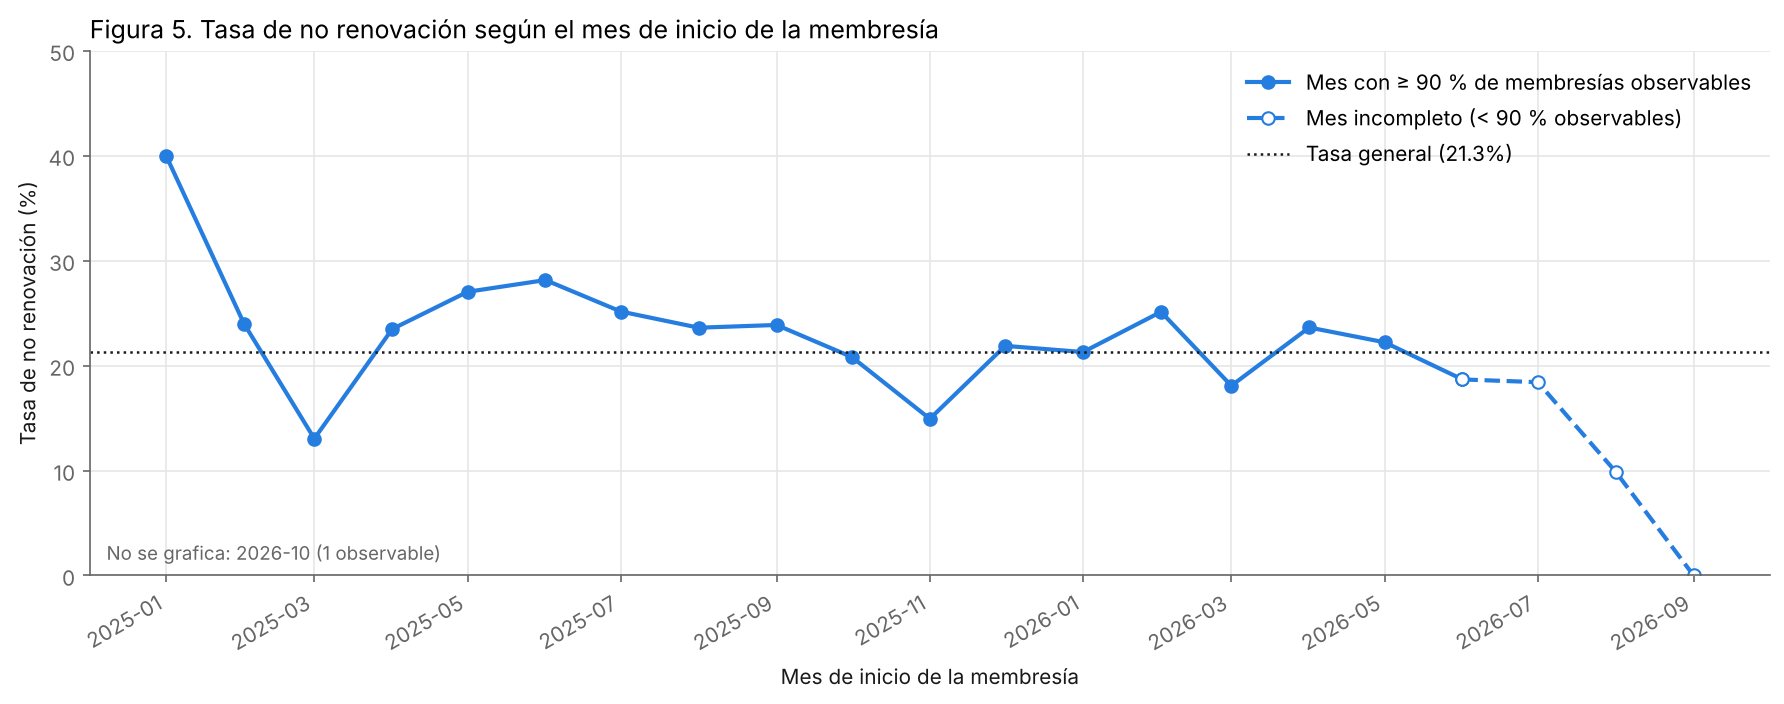 Figura 5. Tasa de no renovación según el mes de inicio de la membresía
Tasa de no renovación (%)
50
40
30
20
10
0
Mes con ≥ 90 % de membresías observables
Mes incompleto (< 90 % observables)
Tasa general (21.3%)
No se grafica: 2026-10 (1 observable)
2025-01
2025-03
2025-05
2025-07
2025-09
2025-11
2026-01
2026-03
2026-05
2026-07
2026-09
Mes de inicio de la membresía